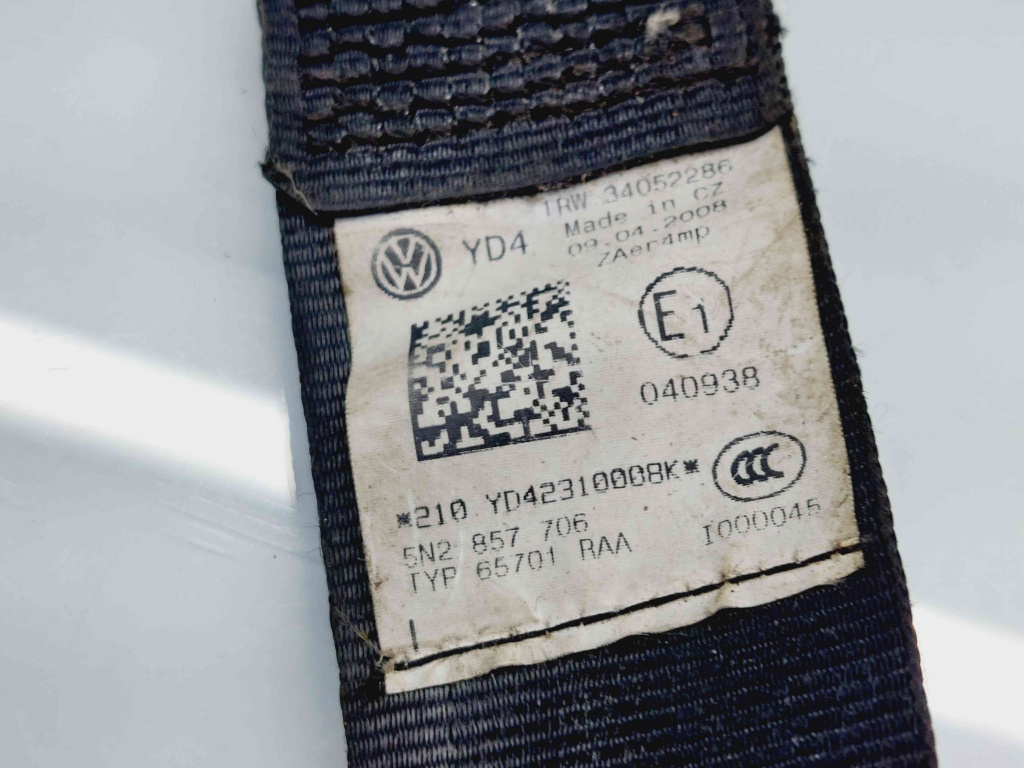 TRW 34052286
Made in CZ
09.04.2008
ZAer4mp
YD4
E1
040938
*210 YD42310008K*
CCC
5N2 857 706
TYP 65701 RAA
I000045